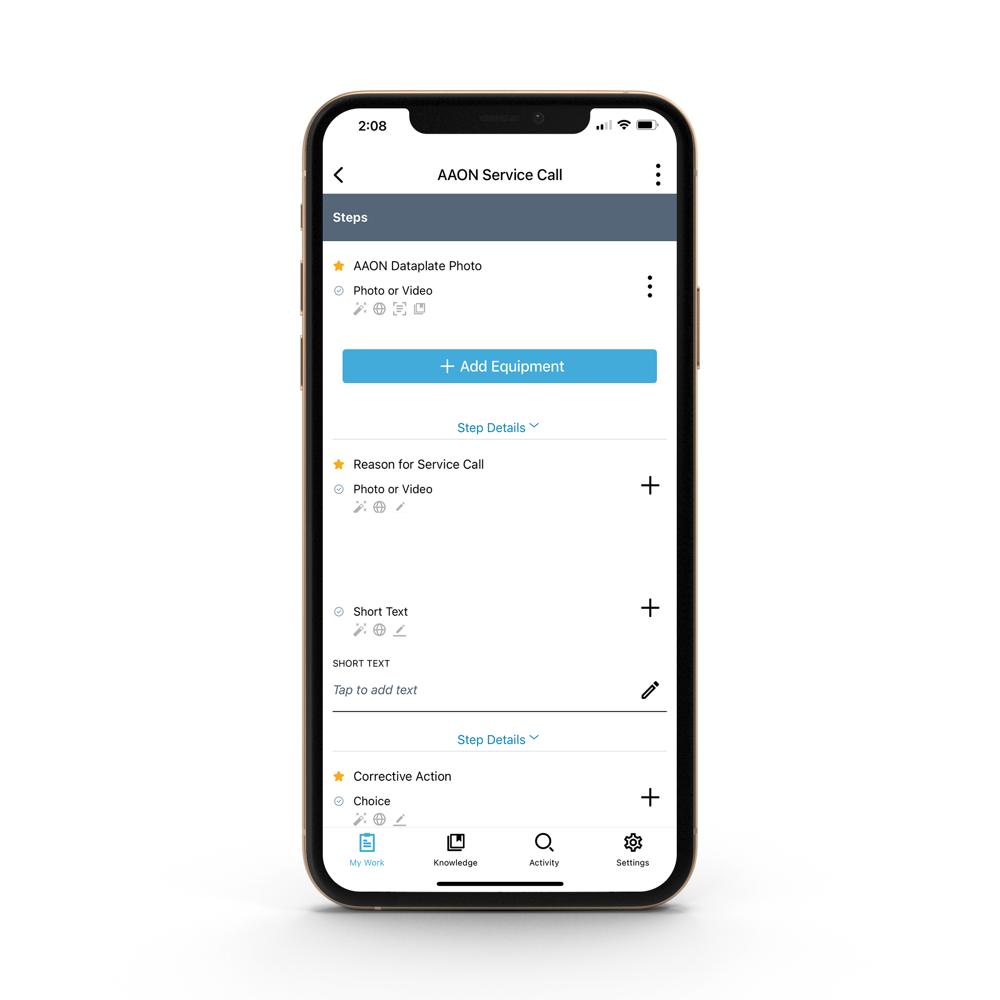 2:08
AAON Service Call
Steps
AAON Dataplate Photo
Photo or Video
Add Equipment
Step Details
Reason for Service Call
Photo or Video
Short Text
SHORT TEXT
Tap to add text
Step Details
Corrective Action
Choice
My Work
Knowledge
Activity
Settings